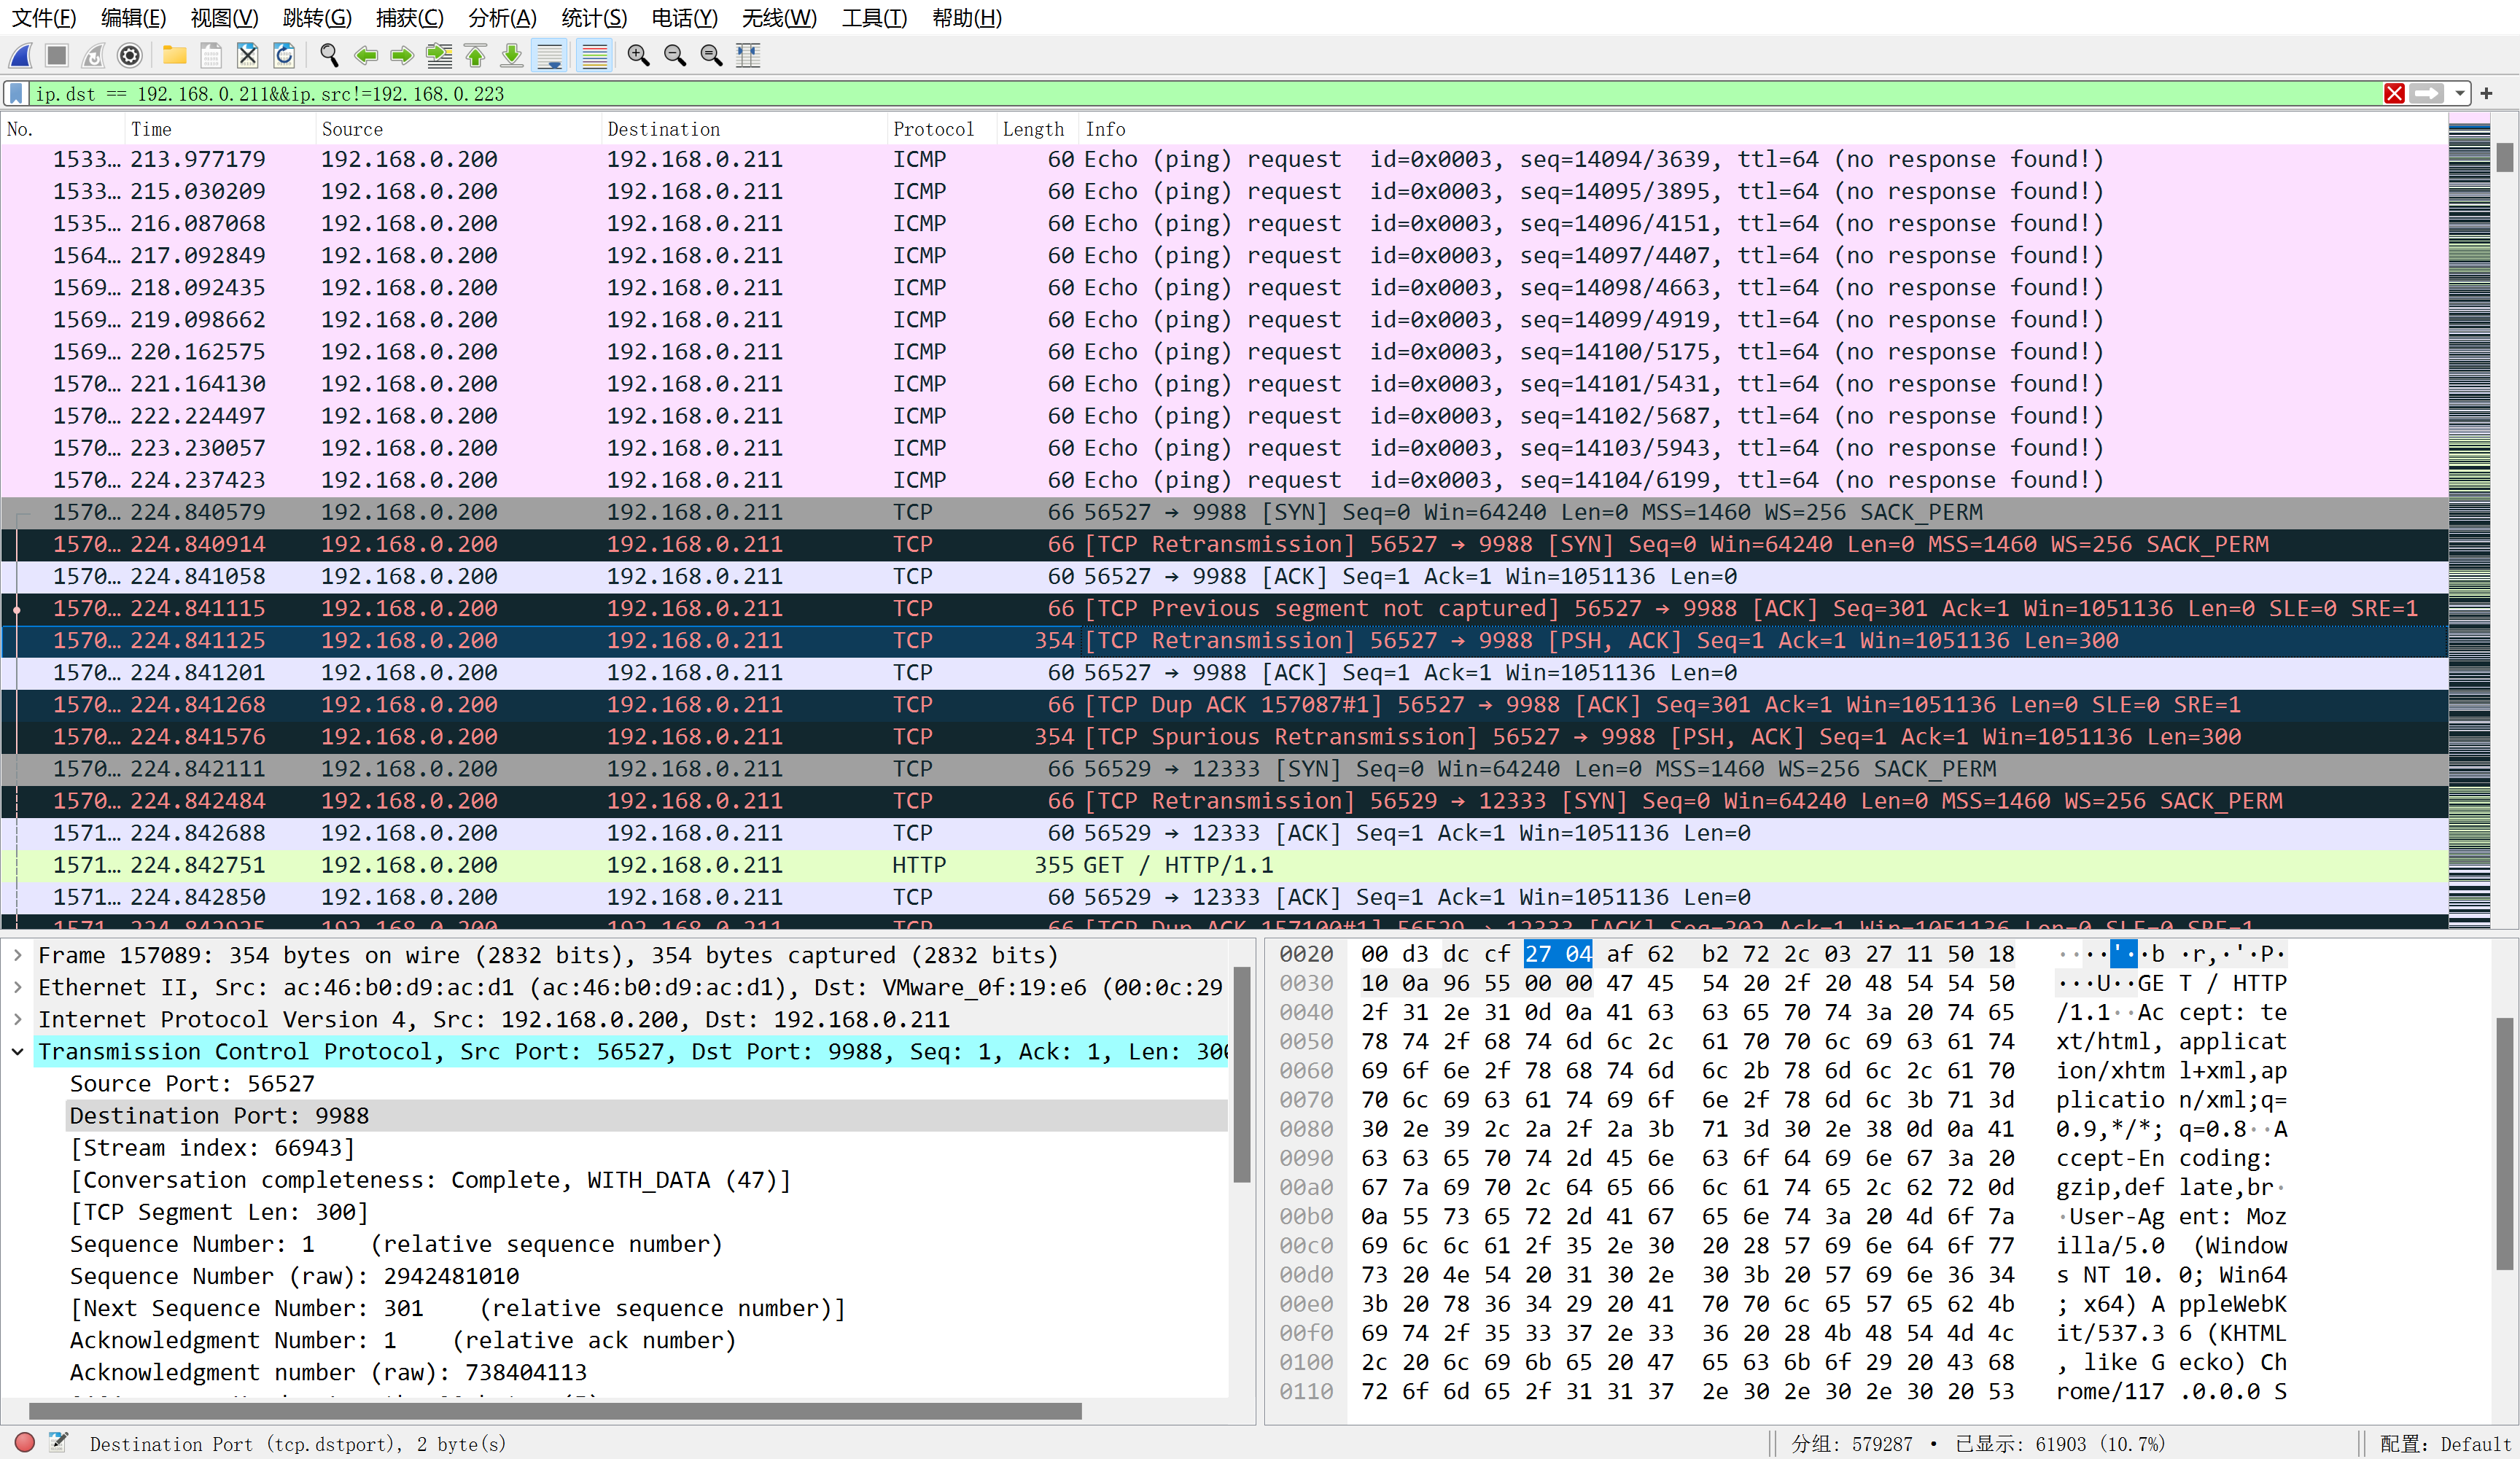 文件(F) 编辑(E) 视图(V) 跳转(G) 捕获(C) 分析(A) 统计(S) 电话(Y) 无线(W) 工具(T) 帮助(H)
ip.dst == 192.168.0.211&&ip.src!=192.168.0.223
No. Time Source Destination Protocol Length Info
1533… 213.977179 192.168.0.200 192.168.0.211 ICMP 60 Echo (ping) request id=0x0003, seq=14094/3639, ttl=64 (no response found!)
1533… 215.030209 192.168.0.200 192.168.0.211 ICMP 60 Echo (ping) request id=0x0003, seq=14095/3895, ttl=64 (no response found!)
1535… 216.087068 192.168.0.200 192.168.0.211 ICMP 60 Echo (ping) request id=0x0003, seq=14096/4151, ttl=64 (no response found!)
1564… 217.092849 192.168.0.200 192.168.0.211 ICMP 60 Echo (ping) request id=0x0003, seq=14097/4407, ttl=64 (no response found!)
1569… 218.092435 192.168.0.200 192.168.0.211 ICMP 60 Echo (ping) request id=0x0003, seq=14098/4663, ttl=64 (no response found!)
1569… 219.098662 192.168.0.200 192.168.0.211 ICMP 60 Echo (ping) request id=0x0003, seq=14099/4919, ttl=64 (no response found!)
1569… 220.162575 192.168.0.200 192.168.0.211 ICMP 60 Echo (ping) request id=0x0003, seq=14100/5175, ttl=64 (no response found!)
1570… 221.164130 192.168.0.200 192.168.0.211 ICMP 60 Echo (ping) request id=0x0003, seq=14101/5431, ttl=64 (no response found!)
1570… 222.224497 192.168.0.200 192.168.0.211 ICMP 60 Echo (ping) request id=0x0003, seq=14102/5687, ttl=64 (no response found!)
1570… 223.230057 192.168.0.200 192.168.0.211 ICMP 60 Echo (ping) request id=0x0003, seq=14103/5943, ttl=64 (no response found!)
1570… 224.237423 192.168.0.200 192.168.0.211 ICMP 60 Echo (ping) request id=0x0003, seq=14104/6199, ttl=64 (no response found!)
1570… 224.840579 192.168.0.200 192.168.0.211 TCP 66 56527 → 9988 [SYN] Seq=0 Win=64240 Len=0 MSS=1460 WS=256 SACK_PERM
1570… 224.840914 192.168.0.200 192.168.0.211 TCP 66 [TCP Retransmission] 56527 → 9988 [SYN] Seq=0 Win=64240 Len=0 MSS=1460 WS=256 SACK_PERM
1570… 224.841058 192.168.0.200 192.168.0.211 TCP 60 56527 → 9988 [ACK] Seq=1 Ack=1 Win=1051136 Len=0
1570… 224.841115 192.168.0.200 192.168.0.211 TCP 66 [TCP Previous segment not captured] 56527 → 9988 [ACK] Seq=301 Ack=1 Win=1051136 Len=0 SLE=0 SRE=1
1570… 224.841125 192.168.0.200 192.168.0.211 TCP 354 [TCP Retransmission] 56527 → 9988 [PSH, ACK] Seq=1 Ack=1 Win=1051136 Len=300
1570… 224.841201 192.168.0.200 192.168.0.211 TCP 60 56527 → 9988 [ACK] Seq=1 Ack=1 Win=1051136 Len=0
1570… 224.841268 192.168.0.200 192.168.0.211 TCP 66 [TCP Dup ACK 157087#1] 56527 → 9988 [ACK] Seq=301 Ack=1 Win=1051136 Len=0 SLE=0 SRE=1
1570… 224.841576 192.168.0.200 192.168.0.211 TCP 354 [TCP Spurious Retransmission] 56527 → 9988 [PSH, ACK] Seq=1 Ack=1 Win=1051136 Len=300
1570… 224.842111 192.168.0.200 192.168.0.211 TCP 66 56529 → 12333 [SYN] Seq=0 Win=64240 Len=0 MSS=1460 WS=256 SACK_PERM
1570… 224.842484 192.168.0.200 192.168.0.211 TCP 66 [TCP Retransmission] 56529 → 12333 [SYN] Seq=0 Win=64240 Len=0 MSS=1460 WS=256 SACK_PERM
1571… 224.842688 192.168.0.200 192.168.0.211 TCP 60 56529 → 12333 [ACK] Seq=1 Ack=1 Win=1051136 Len=0
1571… 224.842751 192.168.0.200 192.168.0.211 HTTP 355 GET / HTTP/1.1
1571… 224.842850 192.168.0.200 192.168.0.211 TCP 60 56529 → 12333 [ACK] Seq=1 Ack=1 Win=1051136 Len=0
1571… 224.842925 192.168.0.200 192.168.0.211 TCP 66 [TCP Dup ACK 157100#1] 56529 → 12333 [ACK] Seq=302 Ack=1 Win=1051136 Len=0 SLE=0 SRE=1
Frame 157089: 354 bytes on wire (2832 bits), 354 bytes captured (2832 bits)
Ethernet II, Src: ac:46:b0:d9:ac:d1 (ac:46:b0:d9:ac:d1), Dst: VMware_0f:19:e6 (00:0c:29
Internet Protocol Version 4, Src: 192.168.0.200, Dst: 192.168.0.211
Transmission Control Protocol, Src Port: 56527, Dst Port: 9988, Seq: 1, Ack: 1, Len: 300
Source Port: 56527
Destination Port: 9988
[Stream index: 66943]
[Conversation completeness: Complete, WITH_DATA (47)]
[TCP Segment Len: 300]
Sequence Number: 1 (relative sequence number)
Sequence Number (raw): 2942481010
[Next Sequence Number: 301 (relative sequence number)]
Acknowledgment Number: 1 (relative ack number)
Acknowledgment number (raw): 738404113
0020 00 d3 dc cf 27 04 af 62 b2 72 2c 03 27 11 50 18 ····'··b ·r,·'·P·
0030 10 0a 96 55 00 00 47 45 54 20 2f 20 48 54 54 50 ···U··GE T / HTTP
0040 2f 31 2e 31 0d 0a 41 63 63 65 70 74 3a 20 74 65 /1.1··Ac cept: te
0050 78 74 2f 68 74 6d 6c 2c 61 70 70 6c 69 63 61 74 xt/html, applicat
0060 69 6f 6e 2f 78 68 74 6d 6c 2b 78 6d 6c 2c 61 70 ion/xhtm l+xml,ap
0070 70 6c 69 63 61 74 69 6f 6e 2f 78 6d 6c 3b 71 3d plicatio n/xml;q=
0080 30 2e 39 2c 2a 2f 2a 3b 71 3d 30 2e 38 0d 0a 41 0.9,*/*; q=0.8··A
0090 63 63 65 70 74 2d 45 6e 63 6f 64 69 6e 67 3a 20 ccept-En coding:
00a0 67 7a 69 70 2c 64 65 66 6c 61 74 65 2c 62 72 0d gzip,def late,br·
00b0 0a 55 73 65 72 2d 41 67 65 6e 74 3a 20 4d 6f 7a ·User-Ag ent: Moz
00c0 69 6c 6c 61 2f 35 2e 30 20 28 57 69 6e 64 6f 77 illa/5.0 (Window
00d0 73 20 4e 54 20 31 30 2e 30 3b 20 57 69 6e 36 34 s NT 10. 0; Win64
00e0 3b 20 78 36 34 29 20 41 70 70 6c 65 57 65 62 4b ; x64) A ppleWebK
00f0 69 74 2f 35 33 37 2e 33 36 20 28 4b 48 54 4d 4c it/537.3 6 (KHTML
0100 2c 20 6c 69 6b 65 20 47 65 63 6b 6f 29 20 43 68 , like G ecko) Ch
0110 72 6f 6d 65 2f 31 31 37 2e 30 2e 30 2e 30 20 53 rome/117 .0.0.0 S
Destination Port (tcp.dstport), 2 byte(s) 分组: 579287 · 已显示: 61903 (10.7%) 配置: Default